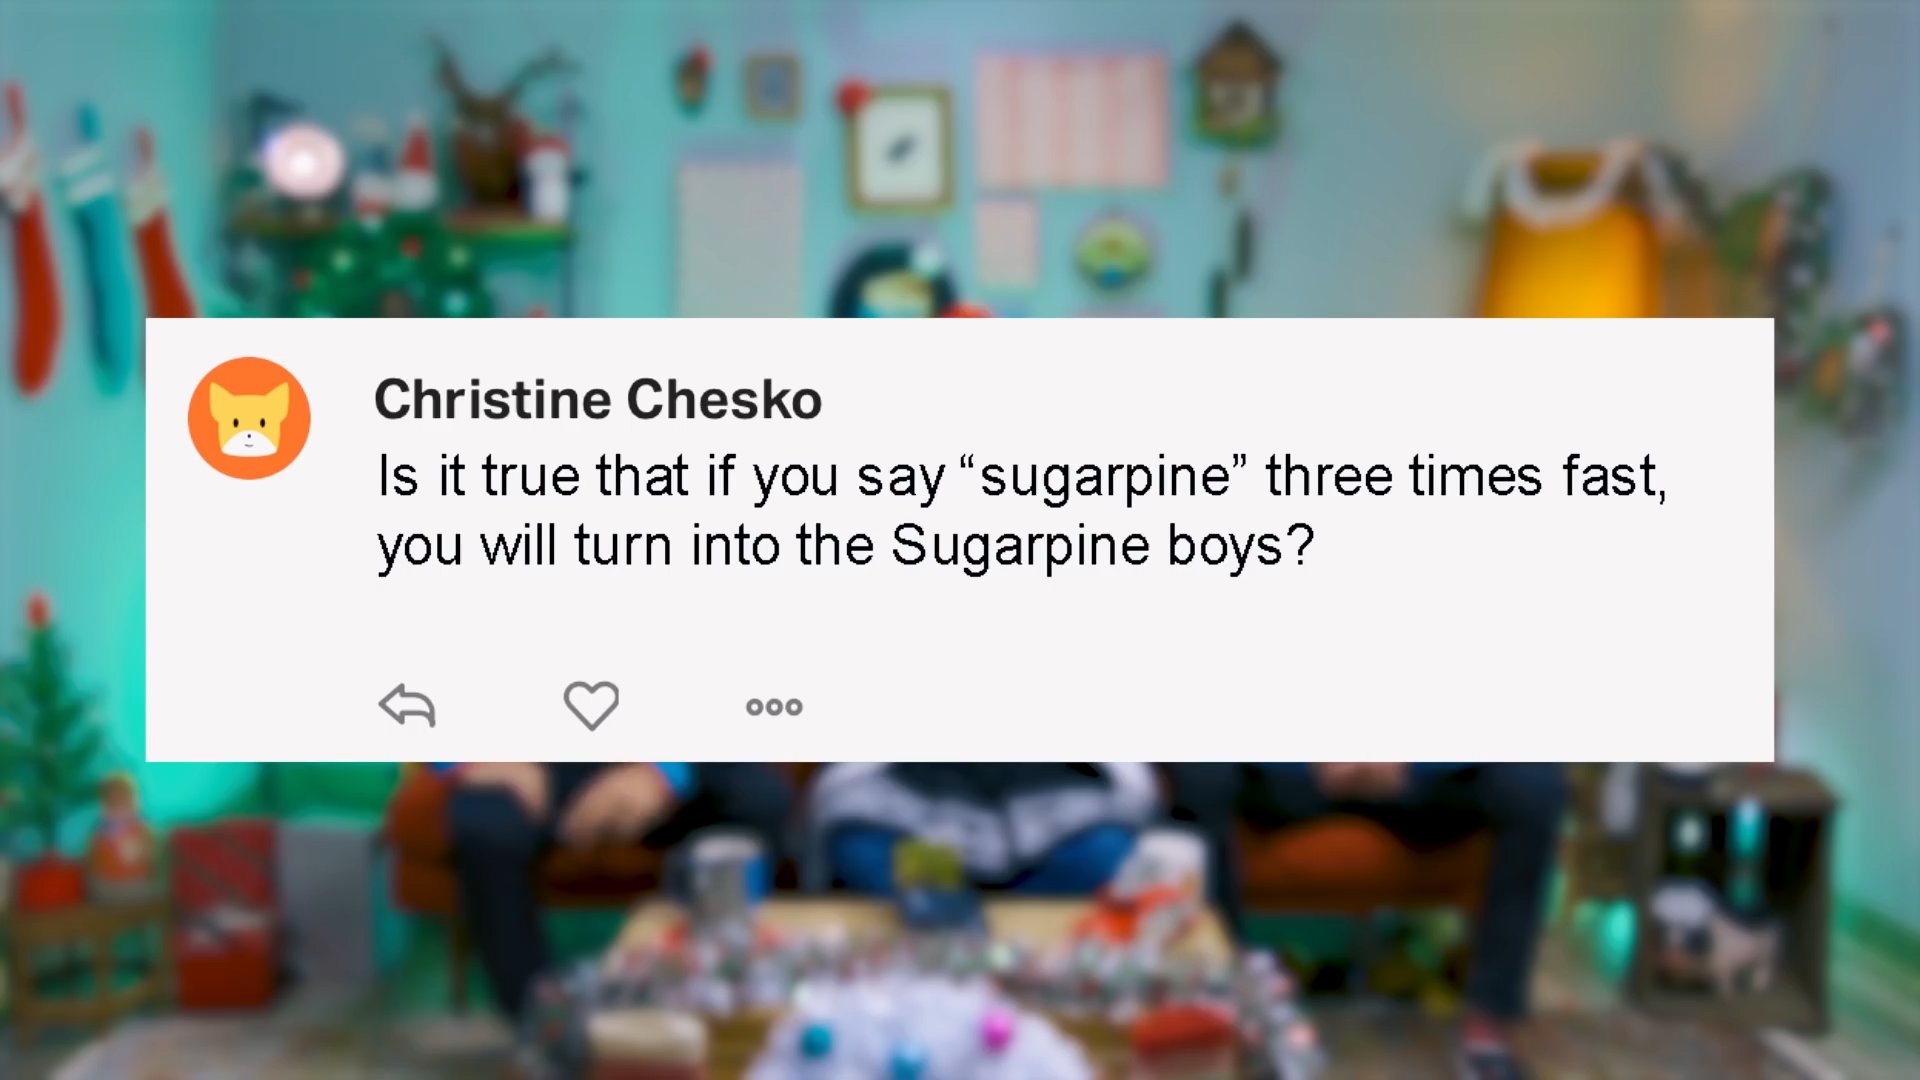 Christine Chesko
Is it true that if you say “sugarpine” three times fast,
you will turn into the Sugarpine boys?